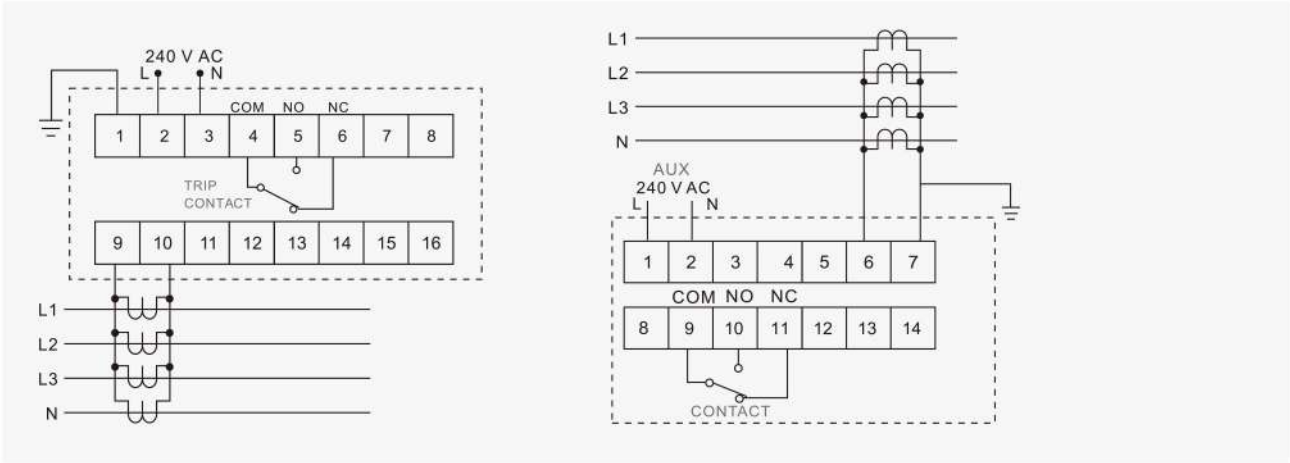 240 V AC
L N
COM NO NC
1 2 3 4 5 6 7 8
TRIP
CONTACT
9 10 11 12 13 14 15 16
L1
L2
L3
N
L1
L2
L3
N
AUX
240 V AC
L N
1 2 3 4 5 6 7
COM NO NC
8 9 10 11 12 13 14
CONTACT